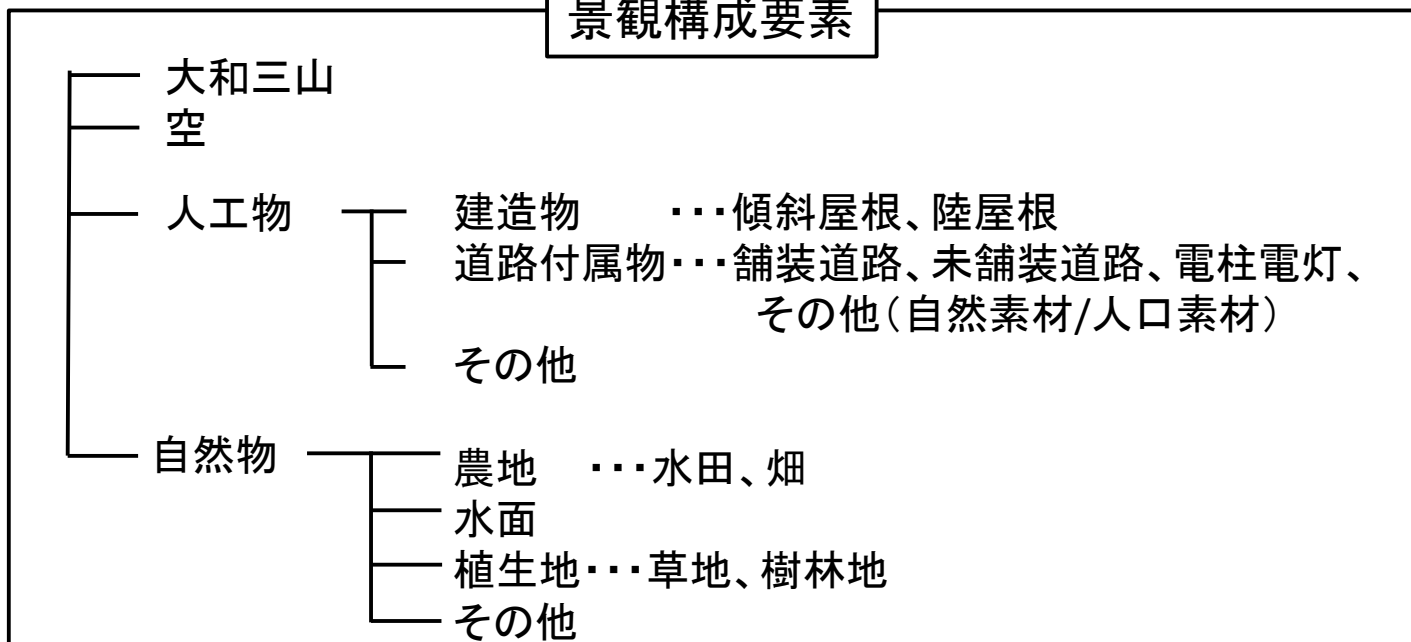 景観構成要素
大和三山
空
人工物 建造物 ・・・傾斜屋根、陸屋根
道路付属物・・・舗装道路、未舗装道路、電柱電灯、
その他(自然素材/人口素材)
その他
自然物 農地 ・・・水田、畑
水面
植生地・・・草地、樹林地
その他